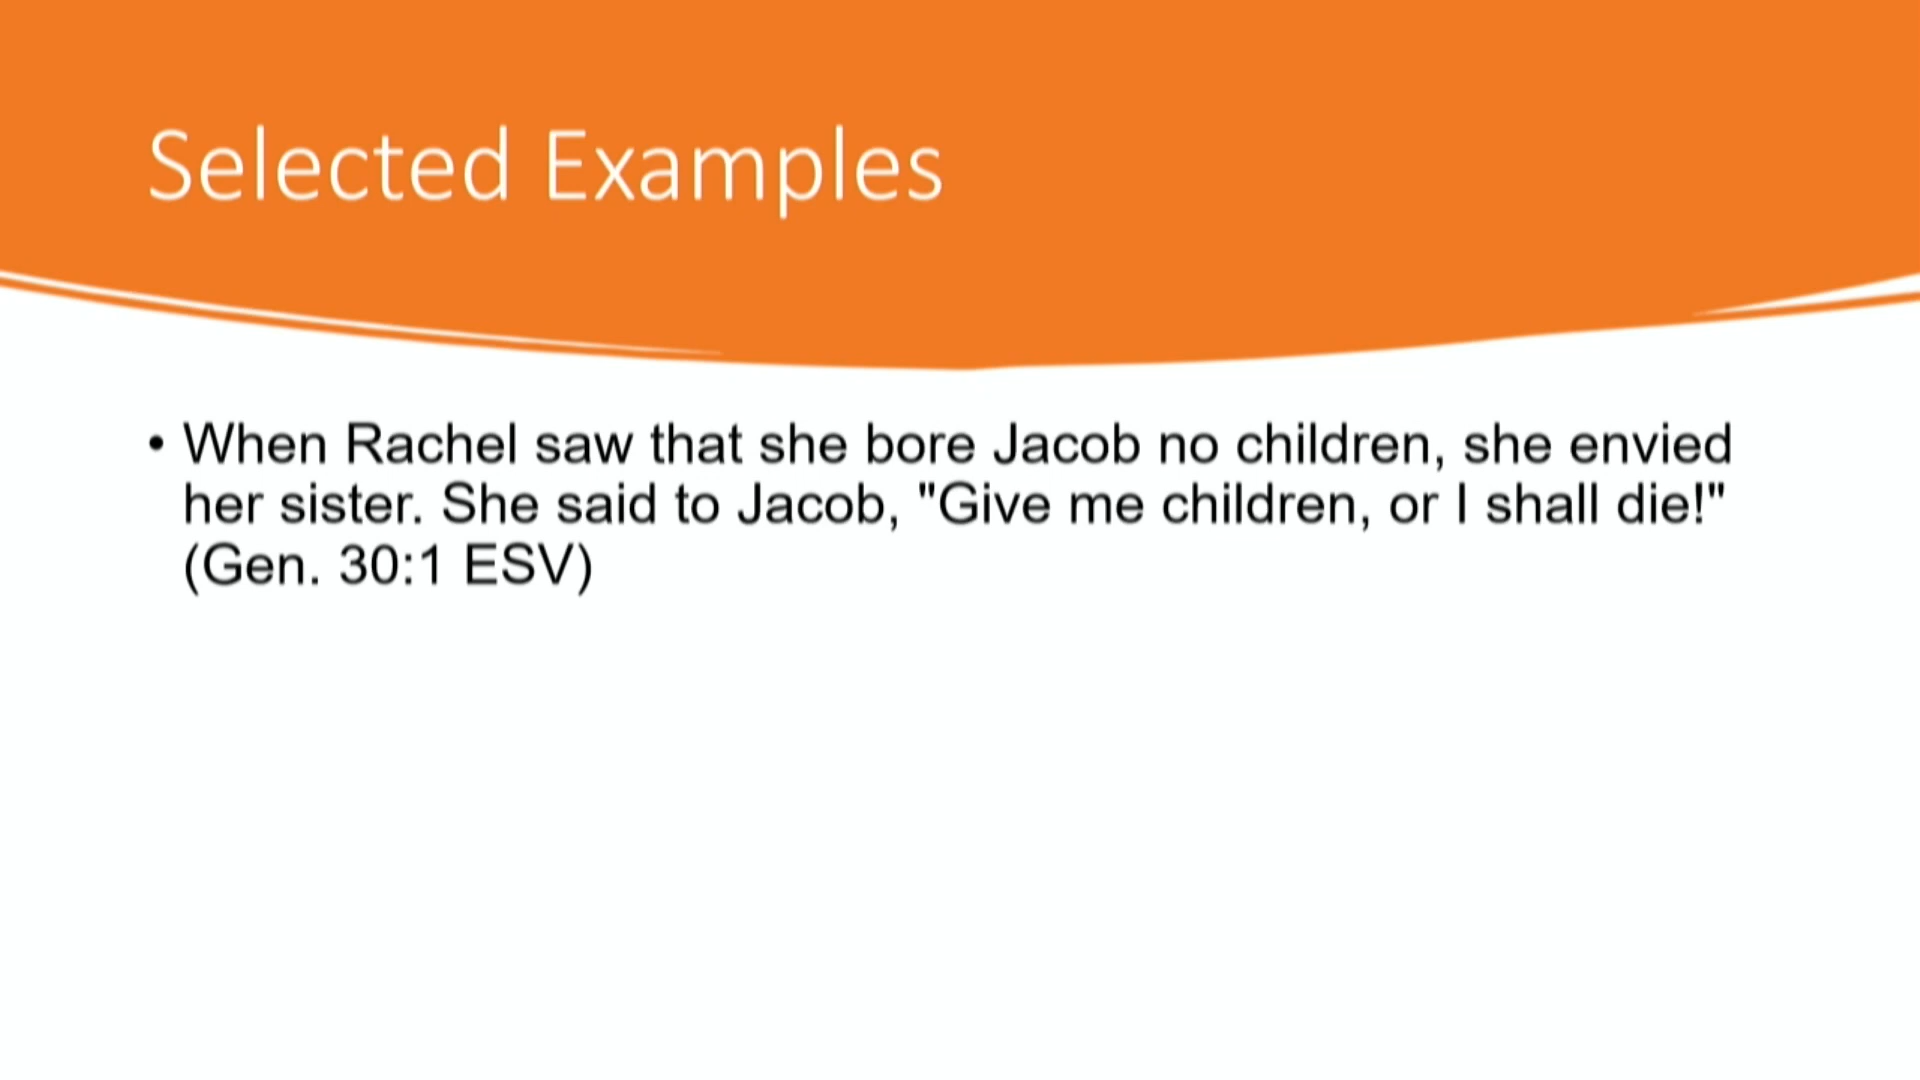 Selected Examples
• When Rachel saw that she bore Jacob no children, she envied
her sister. She said to Jacob, "Give me children, or I shall die!"
(Gen. 30:1 ESV)